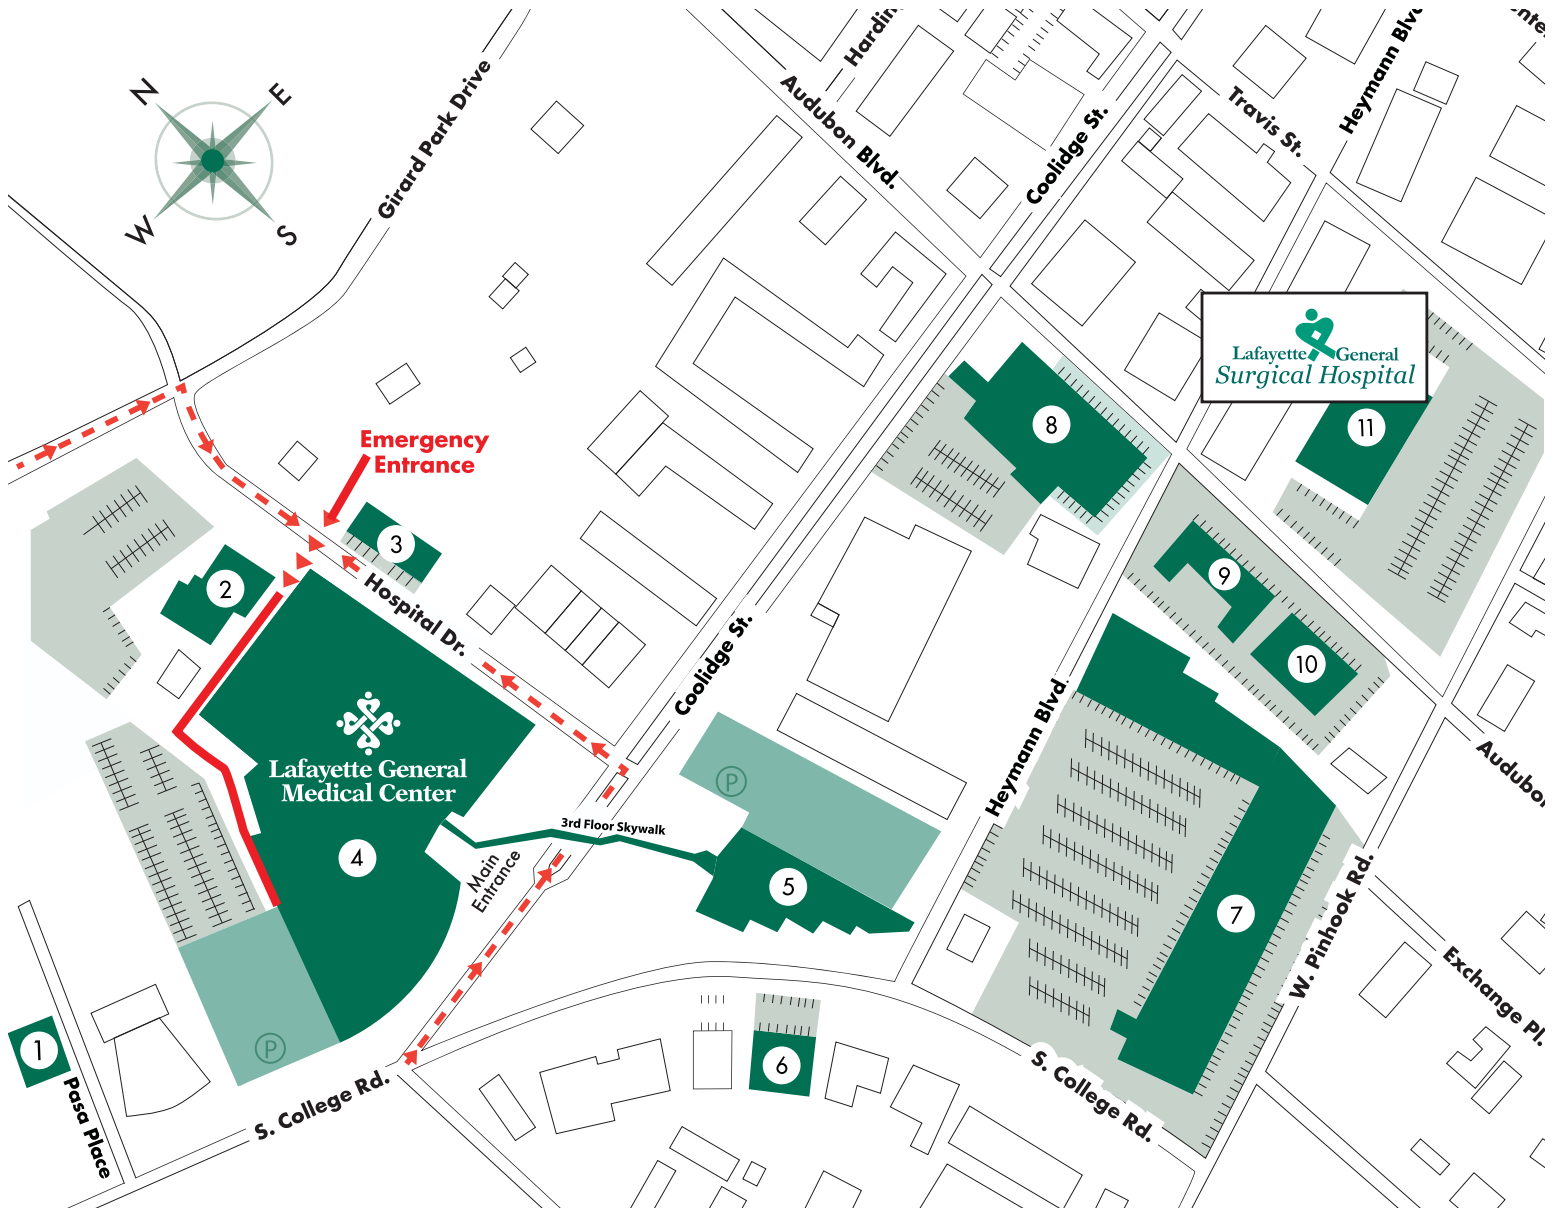 Hardin
Heymann Blvd
nte
N
E
W
S
Girard Park Drive
Audubon Blvd.
Coolidge St.
Travis St.
Lafayette General
Surgical Hospital
Emergency
Entrance
8
11
3
2
9
10
Hospital Dr.
Coolidge St.
Heymann Blvd.
Audubon
Lafayette General
Medical Center
P
3rd Floor Skywalk
4
Main
Entrance
5
7
W. Pinhook Rd.
Exchange Pl.
1
P
6
Pasa Place
S. College Rd.
S. College Rd.